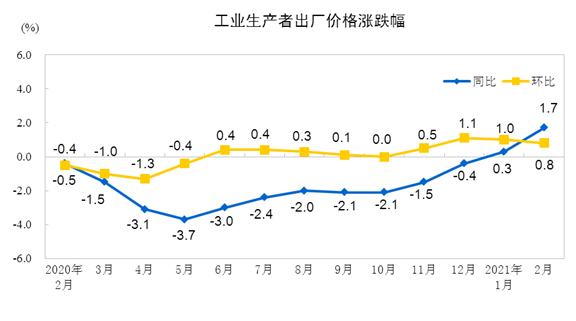 工业生产者出厂价格涨跌幅
(%)
6.0
4.0
2.0
0.0
-2.0
-4.0
-6.0
同比
环比
-0.4
-1.0
-1.3
-0.4
0.4
0.4
0.3
0.1
0.0
0.5
1.1
1.0
0.8
-0.5
-1.5
-3.1
-3.7
-3.0
-2.4
-2.0
-2.1
-2.1
-1.5
-0.4
0.3
1.7
2020年
2月
3月
4月
5月
6月
7月
8月
9月
10月
11月
12月
2021年
1月
2月